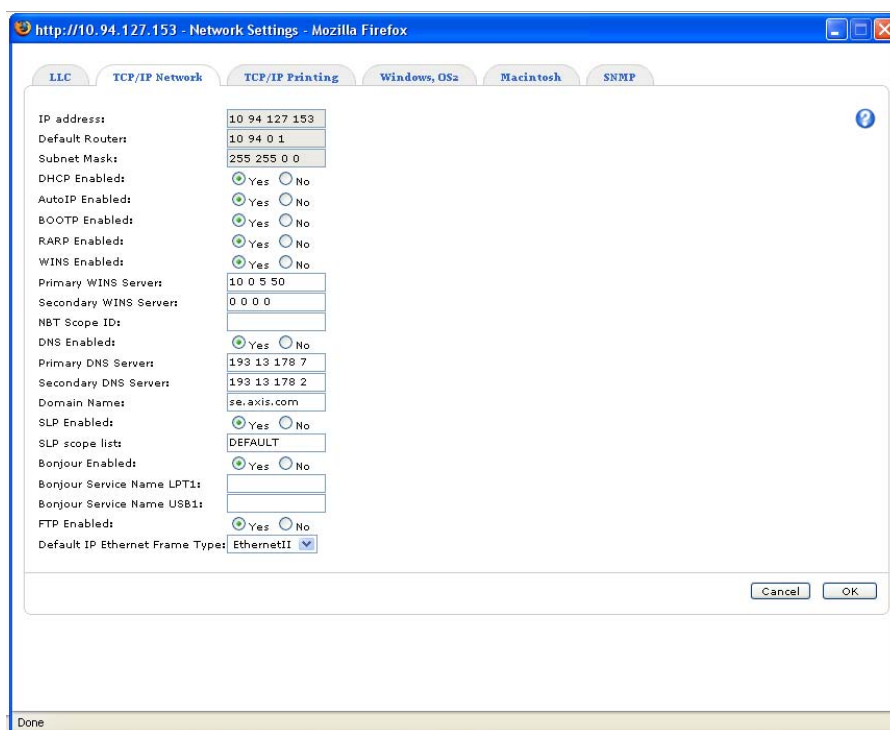 http://10.94.127.153 - Network Settings - Mozilla Firefox
LLC TCP/IP Network TCP/IP Printing Windows, OS2 Macintosh SNMP
IP address: 10 94 127 153
Default Router: 10 94 0 1
Subnet Mask: 255 255 0 0
DHCP Enabled: Yes No
AutoIP Enabled: Yes No
BOOTP Enabled: Yes No
RARP Enabled: Yes No
WINS Enabled: Yes No
Primary WINS Server: 10 0 5 50
Secondary WINS Server: 0 0 0 0
NBT Scope ID:
DNS Enabled: Yes No
Primary DNS Server: 193 13 178 7
Secondary DNS Server: 193 13 178 2
Domain Name: se.axis.com
SLP Enabled: Yes No
SLP scope list: DEFAULT
Bonjour Enabled: Yes No
Bonjour Service Name LPT1:
Bonjour Service Name USB1:
FTP Enabled: Yes No
Default IP Ethernet Frame Type: EthernetII
Cancel OK
Done